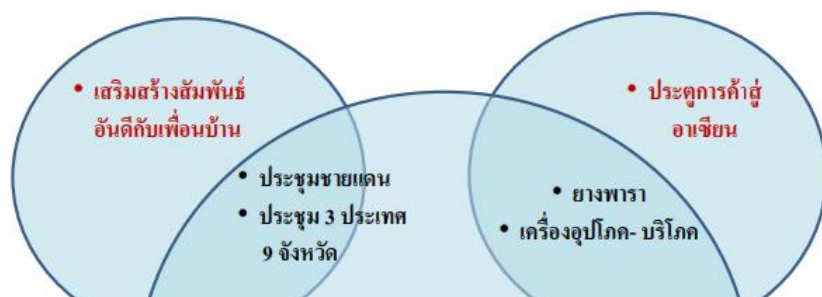 • เสริมสร้างสัมพันธ์
อันดีกับเพื่อนบ้าน
• ประตูการค้าสู่
อาเซียน
• ประชุมชายแดน
• ประชุม 3 ประเทศ
9 จังหวัด
• ยางพารา
• เครื่องอุปโภค- บริโภค